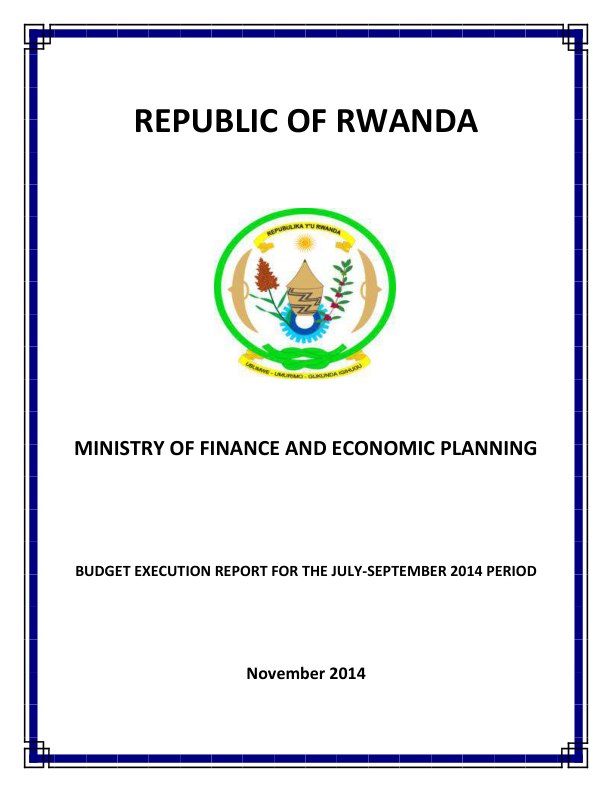 REPUBLIC OF RWANDA
REPUBULIKA Y'U RWANDA
UBUMWE - UMURIMO - GUKUNDA IGIHUGU
MINISTRY OF FINANCE AND ECONOMIC PLANNING
BUDGET EXECUTION REPORT FOR THE JULY-SEPTEMBER 2014 PERIOD
November 2014